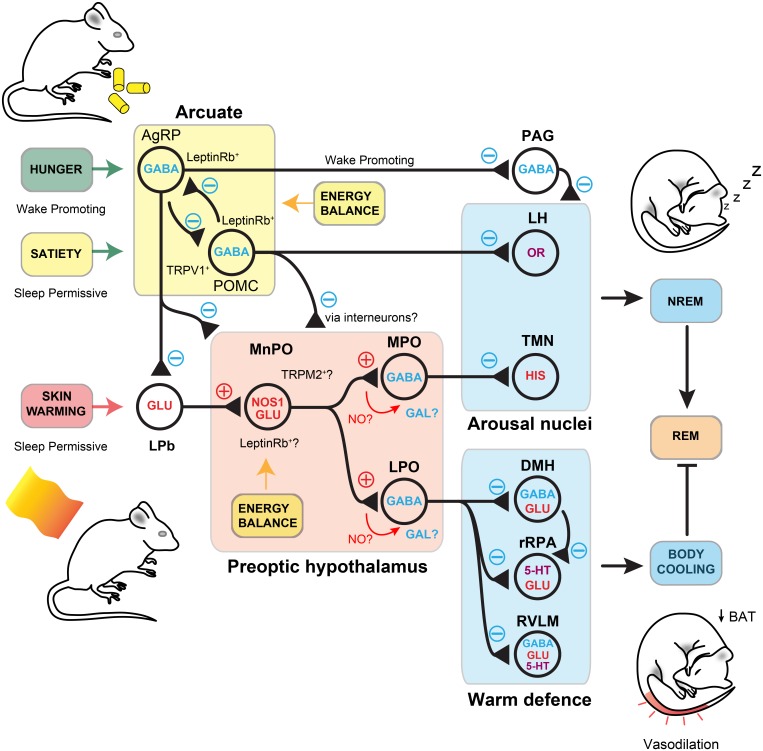 Arcuate
AgRP
LeptinRb⁺
GABA
HUNGER
Wake Promoting
Wake Promoting
PAG
GABA
z z z z
ENERGY
BALANCE
LeptinRb⁺
SATIETY
Sleep Permissive
TRPV1⁺
GABA
POMC
LH
OR
NREM
via interneurons?
MnPO
MPO
TMN
TRPM2⁺?
GABA
HIS
SKIN
WARMING
Sleep Permissive
GLU
LPb
NOS1
GLU
NO?
GAL?
Arousal nuclei
REM
LeptinRb⁺?
ENERGY
BALANCE
LPO
GABA
NO?
GAL?
Preoptic hypothalamus
DMH
GABA
GLU
rRPA
5-HT
GLU
BODY
COOLING
RVLM
GABA
GLU
5-HT
Warm defence
↓ BAT
Vasodilation